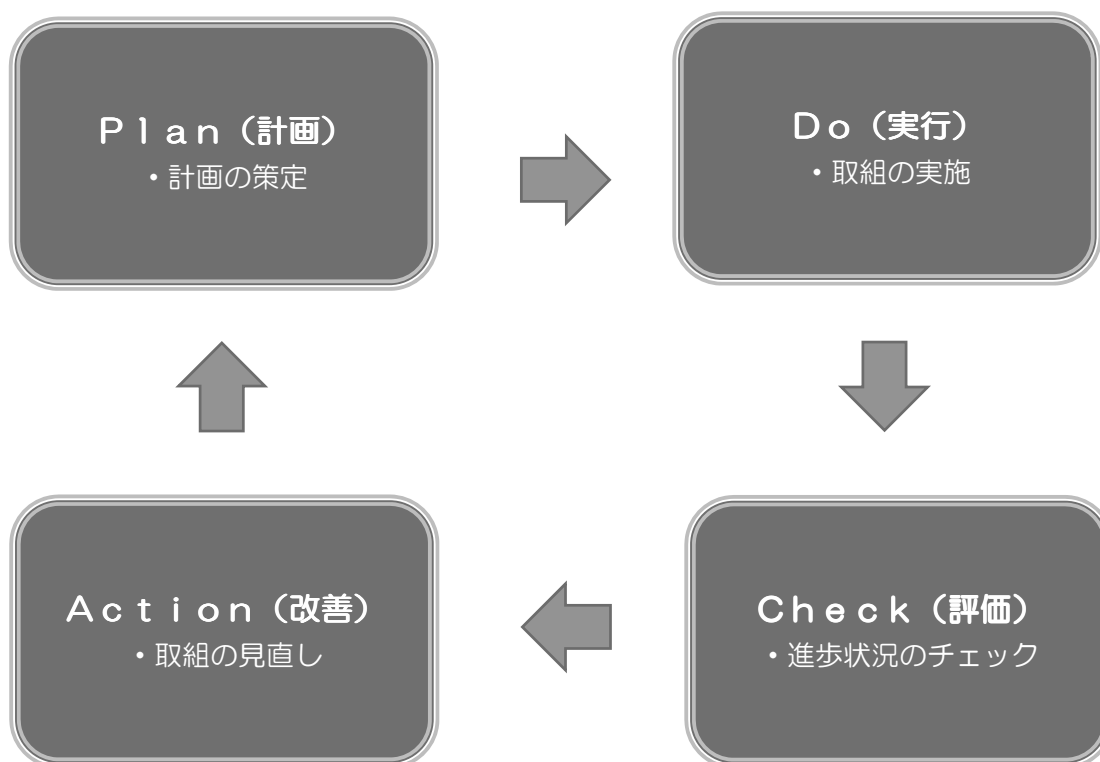 Ｐｌａｎ（計画）
・計画の策定
Ｄｏ（実行）
・取組の実施
Ｃｈｅｃｋ（評価）
・進歩状況のチェック
Ａｃｔｉｏｎ（改善）
・取組の見直し